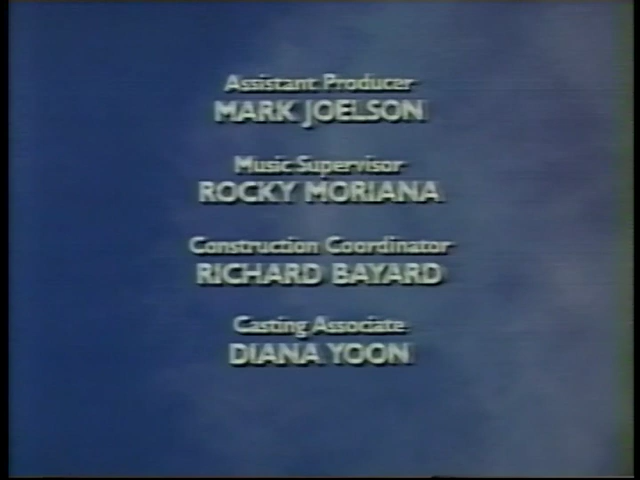 Assistant Producer
MARK JOELSON
Music Supervisor
ROCKY MORIANA
Construction Coordinator
RICHARD BAYARD
Casting Associate
DIANA YOON